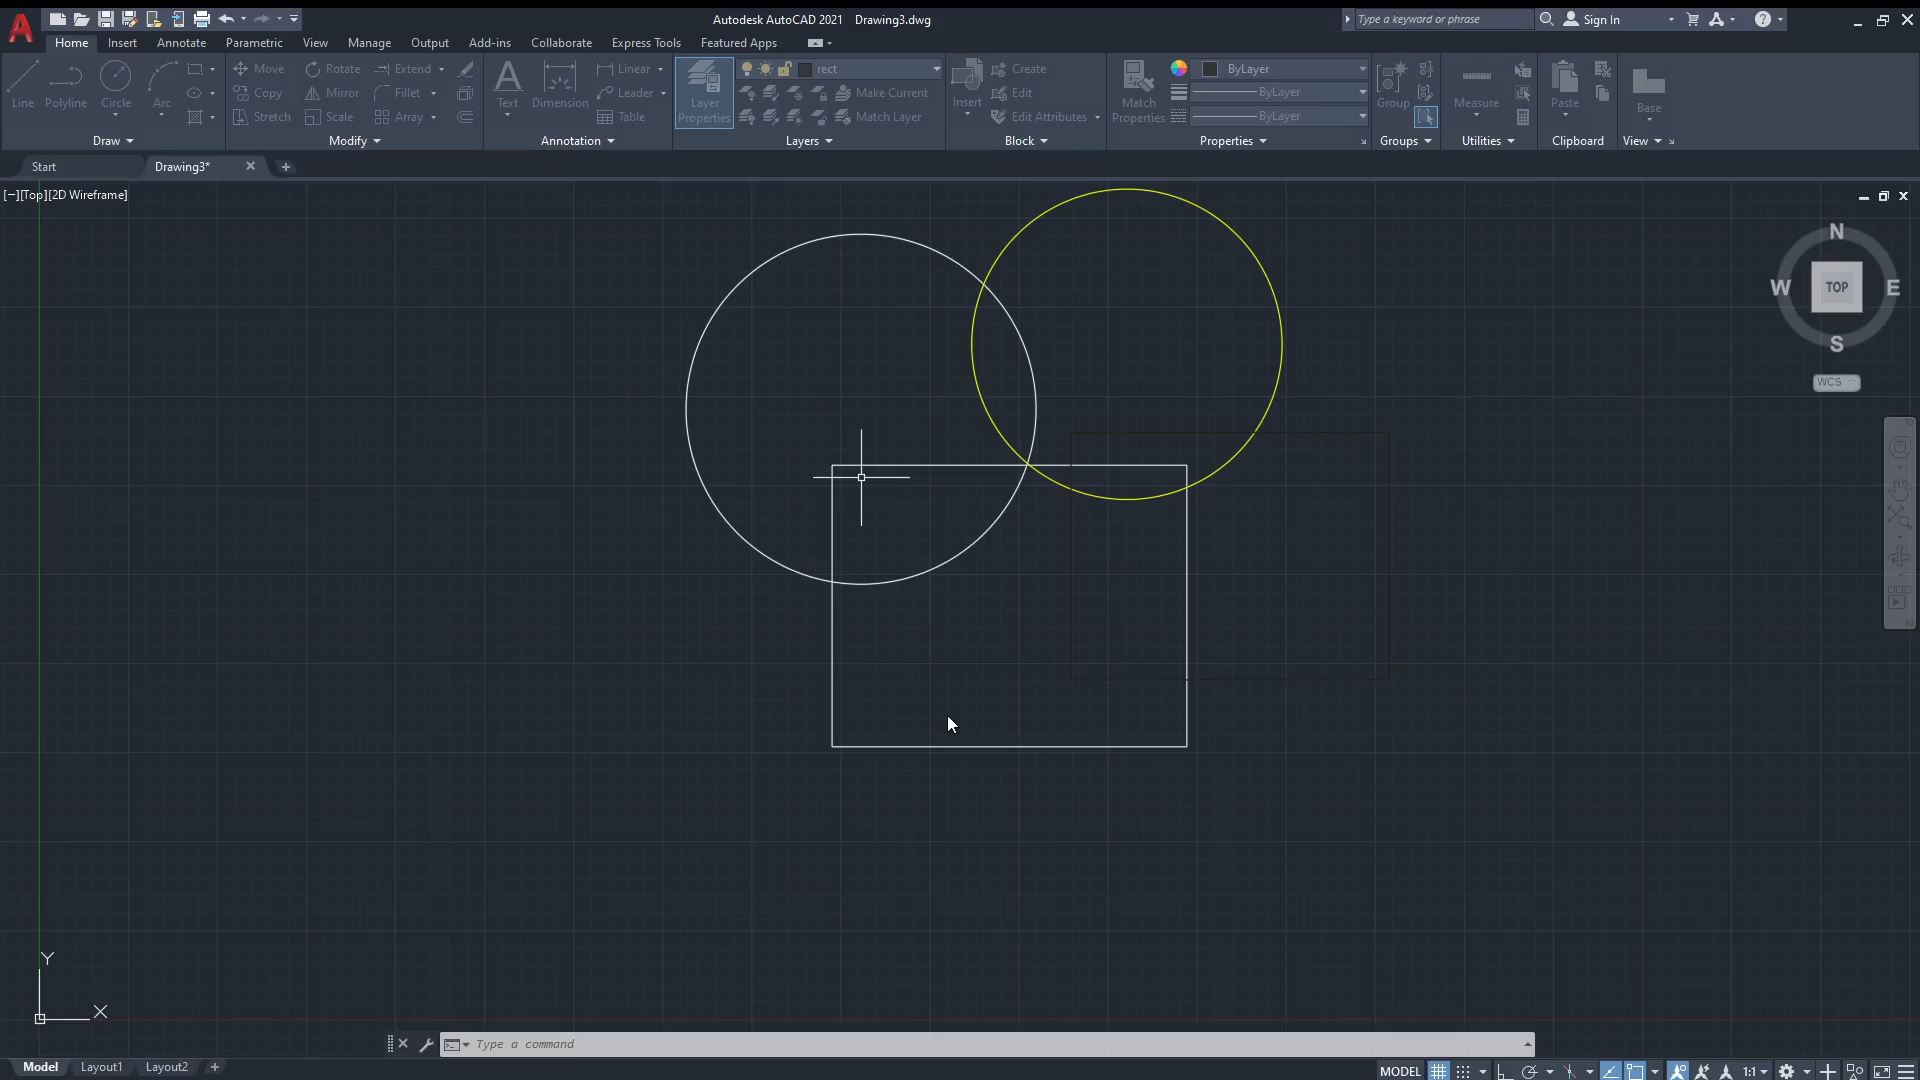 Autodesk AutoCAD 2021 Drawing3.dwg
Type a keyword or phrase
Sign In
Home Insert Annotate Parametric View Manage Output Add-ins Collaborate Express Tools Featured Apps
Line Polyline Circle Arc
Move Rotate Extend
Copy Mirror Fillet
Stretch Scale Array
Text Dimension
Linear
Leader
Table
Layer
Properties
rect
Make Current
Match Layer
Insert
Create
Edit
Edit Attributes
Match
Properties
ByLayer
ByLayer
ByLayer
Group
Measure
Paste
Base
Draw Modify Annotation Layers Block Properties Groups Utilities Clipboard View
Start Drawing3*
[−][Top][2D Wireframe]
N
W TOP E
S
WCS
Y
X
Type a command
Model Layout1 Layout2
MODEL 1:1